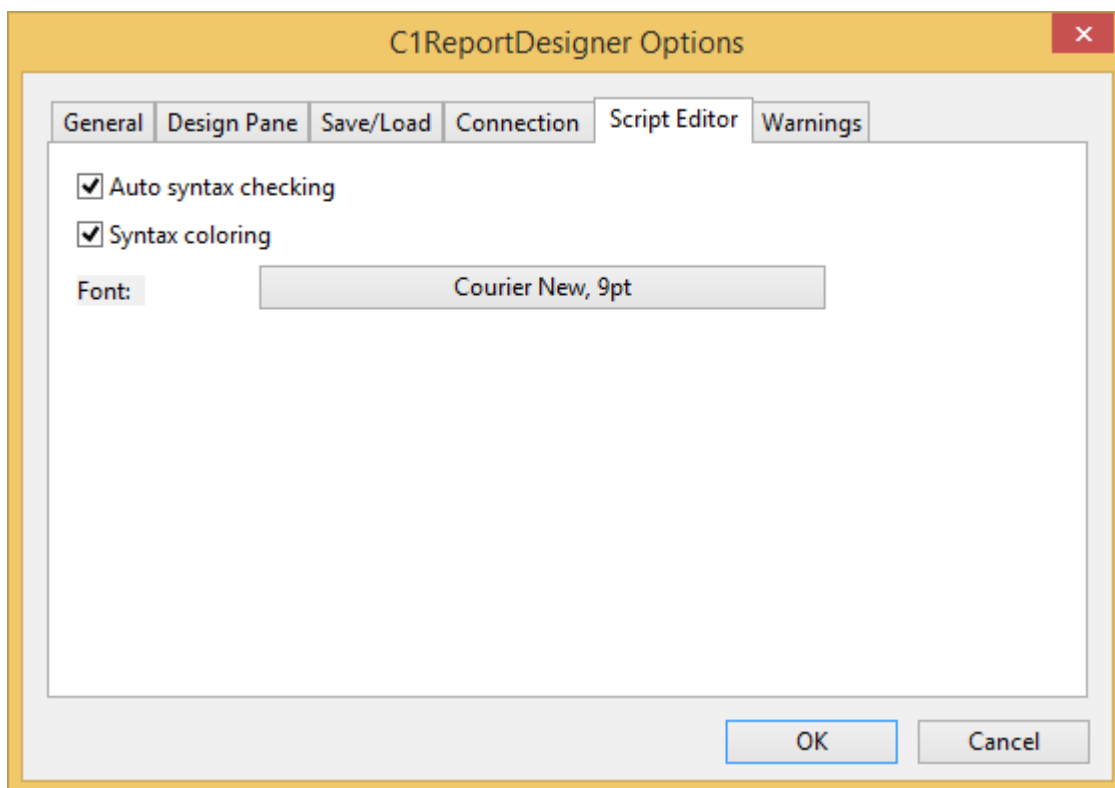 C1ReportDesigner Options
General Design Pane Save/Load Connection Script Editor Warnings
Auto syntax checking
Syntax coloring
Font: Courier New, 9pt
OK Cancel